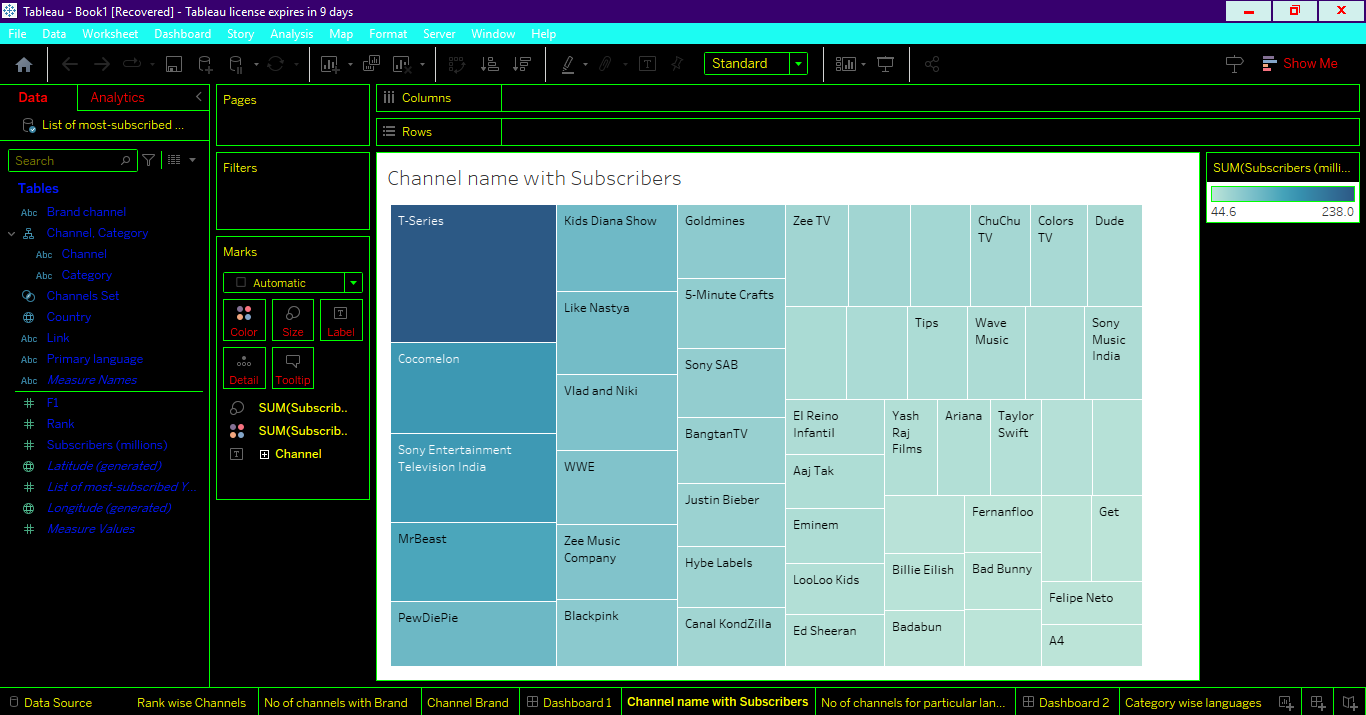 Tableau - Book1 [Recovered] - Tableau license expires in 9 days
File Data Worksheet Dashboard Story Analysis Map Format Server Window Help
Standard
Show Me
Data
Analytics
List of most-subscribed ...
Search
Tables
Abc Brand channel
Channel, Category
Abc Channel
Abc Category
Channels Set
Country
Abc Link
Abc Primary language
Abc Measure Names
F1
Rank
Subscribers (millions)
Latitude (generated)
List of most-subscribed Y...
Longitude (generated)
Measure Values
Pages
Filters
Marks
Automatic
Color
Size
Label
Detail
Tooltip
SUM(Subscrib..
SUM(Subscrib..
Channel
Columns
Rows
Channel name with Subscribers
T-Series
Cocomelon
Sony Entertainment
Television India
MrBeast
PewDiePie
Kids Diana Show
Like Nastya
Vlad and Niki
WWE
Zee Music
Company
Blackpink
Goldmines
5-Minute Crafts
Sony SAB
BangtanTV
Justin Bieber
Hybe Labels
Canal KondZilla
Zee TV
ChuChu
TV
Colors
TV
Dude
Tips
Wave
Music
Sony
Music
India
El Reino
Infantil
Aaj Tak
Eminem
LooLoo Kids
Ed Sheeran
Yash
Raj
Films
Ariana
Taylor
Swift
Billie Eilish
Badabun
Fernanfloo
Bad Bunny
Get
Felipe Neto
A4
SUM(Subscribers (milli...
44.6
238.0
Data Source
Rank wise Channels
No of channels with Brand
Channel Brand
Dashboard 1
Channel name with Subscribers
No of channels for particular lan...
Dashboard 2
Category wise languages